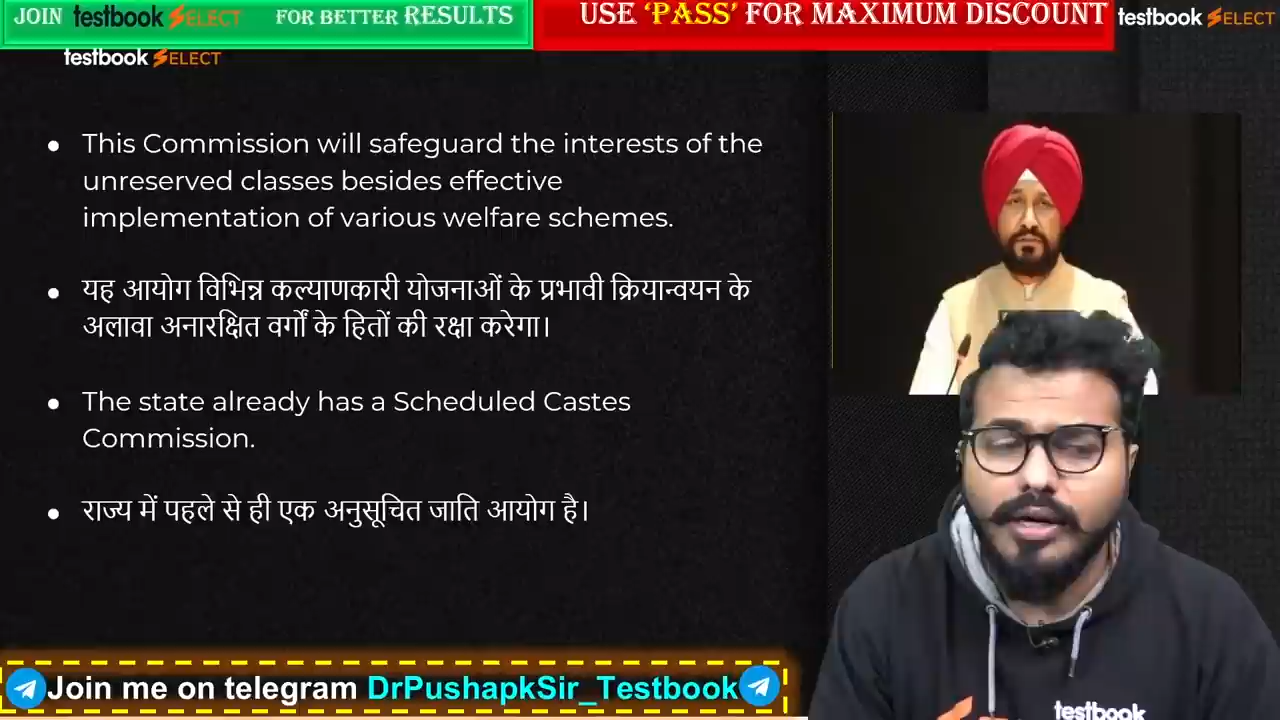 JOIN testbook SELECT FOR BETTER RESULTS
USE ‘PASS’ FOR MAXIMUM DISCOUNT testbook SELECT
testbook SELECT
• This Commission will safeguard the interests of the
unreserved classes besides effective
implementation of various welfare schemes.
• यह आयोग विभिन्न कल्याणकारी योजनाओं के प्रभावी क्रियान्वयन के
अलावा अनारक्षित वर्गों के हितों की रक्षा करेगा।
• The state already has a Scheduled Castes
Commission.
• राज्य में पहले से ही एक अनुसूचित जाति आयोग है।
Join me on telegram DrPushapkSir_Testbook
testbook